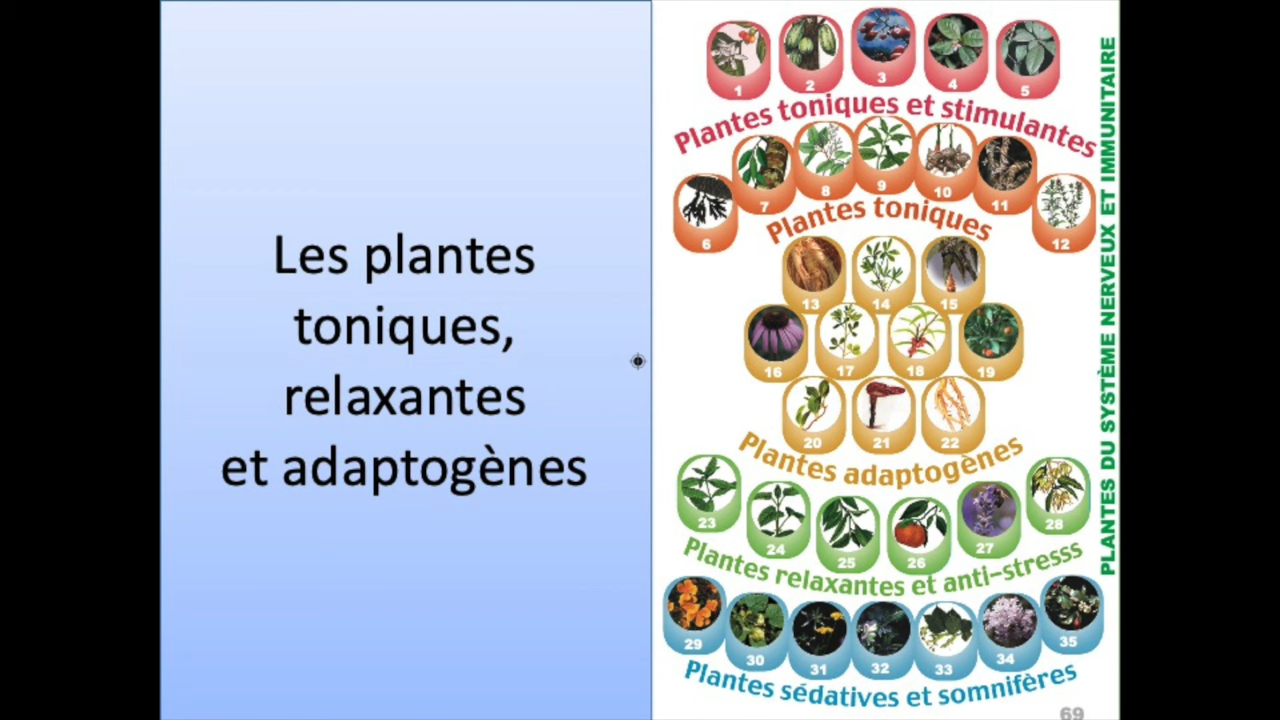 Les plantes
toniques,
relaxantes
et adaptogènes
1 2 3 4 5
Plantes toniques et stimulantes
6 7 8 9 10 11 12
Plantes toniques
13 14 15
16 17 18 19
20 21 22
Plantes adaptogènes
23 24 25 26 27 28
Plantes relaxantes et anti-stresss
29 30 31 32 33 34 35
Plantes sédatives et somnifères
PLANTES DU SYSTÈME NERVEUX ET IMMUNITAIRE
69